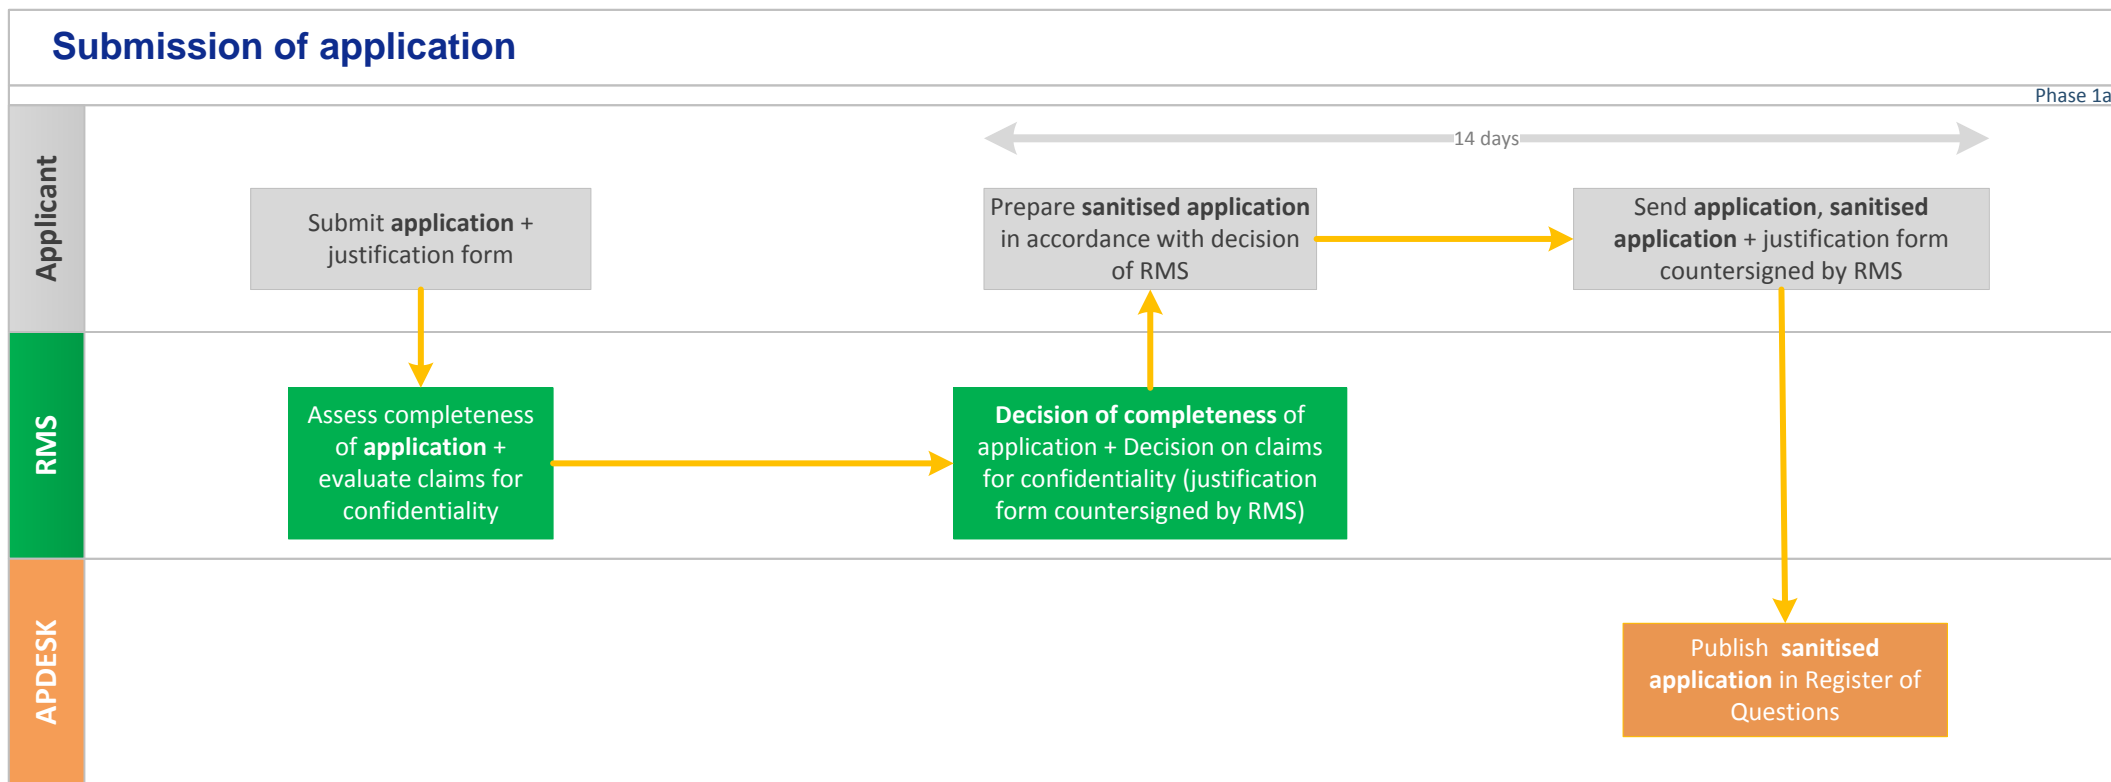 Submission of application
Phase 1a
Applicant
14 days
Submit application +
justification form
Prepare sanitised application
in accordance with decision
of RMS
Send application, sanitised
application + justification form
countersigned by RMS
RMS
Assess completeness
of application +
evaluate claims for
confidentiality
Decision of completeness of
application + Decision on claims
for confidentiality (justification
form countersigned by RMS)
APDESK
Publish  sanitised
application in Register of
Questions